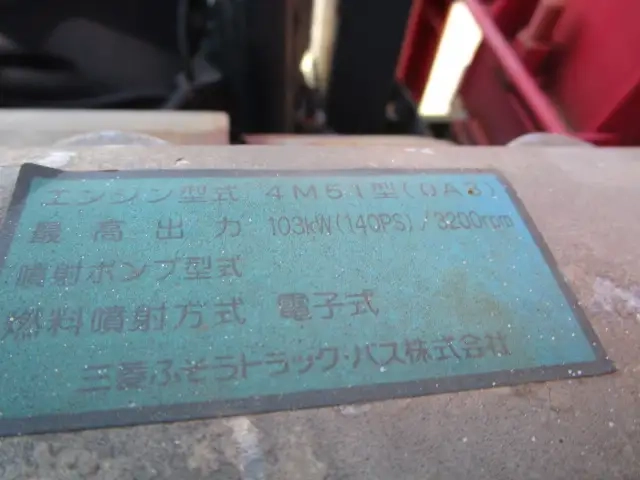 エンジン型式 4M51型(0A3)
最高出力 103kW(140PS)/3200rpm
噴射ポンプ型式
燃料噴射方式 電子式
三菱ふそうトラック・バス株式会社